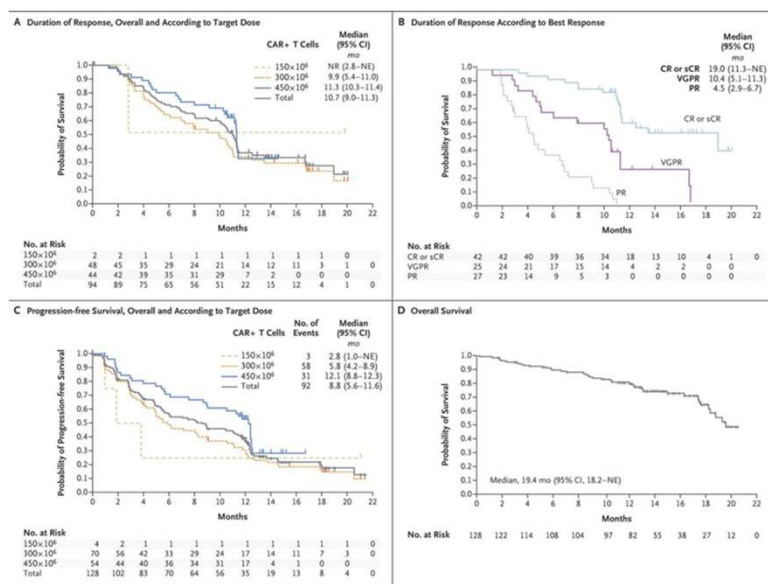 A Duration of Response, Overall and According to Target Dose
CAR+ T Cells
Median
(95% CI)
mo
150×10⁶ NR (2.8–NE)
300×10⁶ 9.9 (5.4–11.0)
450×10⁶ 11.3 (10.3–11.4)
Total 10.7 (9.0–11.3)
Probability of Survival
1.0
0.9
0.8
0.7
0.6
0.5
0.4
0.3
0.2
0.1
0.0
0 2 4 6 8 10 12 14 16 18 20 22
Months
No. at Risk
150×10⁶ 2 2 1 1 1 1 1 1 1 1 0
300×10⁶ 48 45 35 29 24 21 14 12 11 3 1 0
450×10⁶ 44 42 39 35 31 29 7 2 0 0 0 0
Total 94 89 75 65 56 51 22 15 12 4 1 0
B Duration of Response According to Best Response
Median
(95% CI)
mo
CR or sCR 19.0 (11.3–NE)
VGPR 10.4 (5.1–11.3)
PR 4.5 (2.9–6.7)
Probability of Survival
1.0
0.9
0.8
0.7
0.6
0.5
0.4
0.3
0.2
0.1
0.0
CR or sCR
VGPR
PR
0 2 4 6 8 10 12 14 16 18 20 22
Months
No. at Risk
CR or sCR 42 42 40 39 36 34 18 13 10 4 1 0
VGPR 25 24 21 17 15 14 4 2 2 0 0 0
PR 27 23 14 9 5 3 0 0 0 0 0 0
C Progression-free Survival, Overall and According to Target Dose
CAR+ T Cells
No. of
Events
Median
(95% CI)
mo
150×10⁶ 3 2.8 (1.0–NE)
300×10⁶ 58 5.8 (4.2–8.9)
450×10⁶ 31 12.1 (8.8–12.3)
Total 92 8.8 (5.6–11.6)
Probability of Progression-free Survival
1.0
0.9
0.8
0.7
0.6
0.5
0.4
0.3
0.2
0.1
0.0
0 2 4 6 8 10 12 14 16 18 20 22
Months
No. at Risk
150×10⁶ 4 2 1 1 1 1 1 1 1 1 1 0
300×10⁶ 70 56 42 33 29 24 17 14 11 7 3 0
450×10⁶ 54 44 40 36 34 31 17 4 1 0 0
Total 128 102 83 70 64 56 35 19 13 8 4 0
D Overall Survival
Probability of Survival
1.0
0.9
0.8
0.7
0.6
0.5
0.4
0.3
0.2
0.1
0.0
Median, 19.4 mo (95% CI, 18.2–NE)
0 2 4 6 8 10 12 14 16 18 20 22
Months
No. at Risk 128 122 114 108 104 97 82 55 38 27 12 0